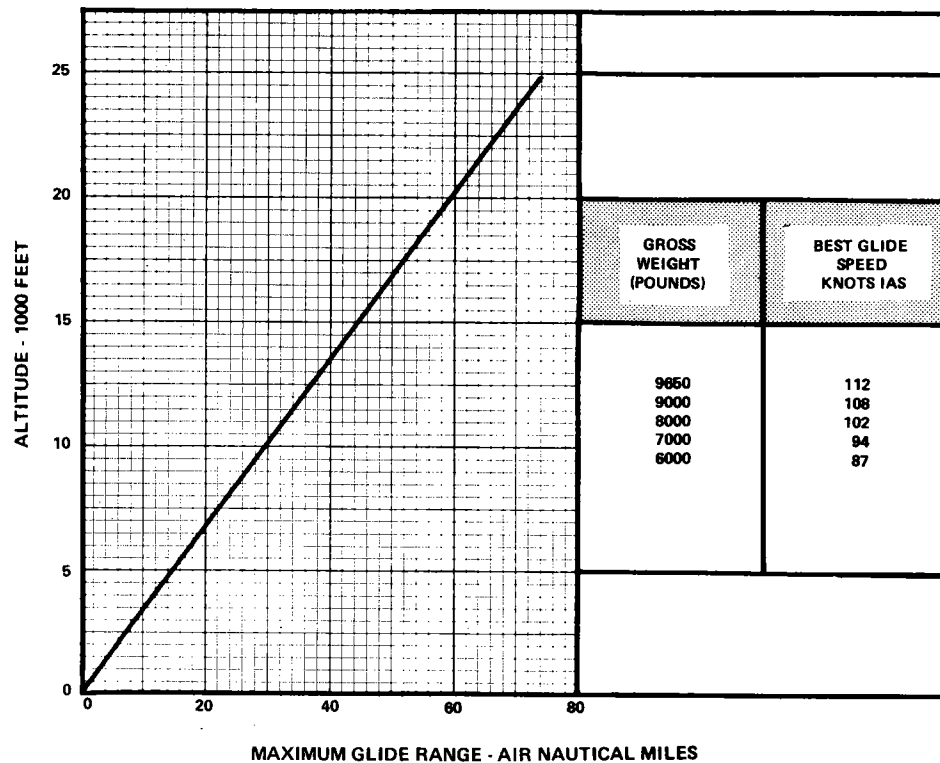 ALTITUDE - 1000 FEET
25
20
15
10
5
0
0 20 40 60 80
MAXIMUM GLIDE RANGE - AIR NAUTICAL MILES
GROSS
WEIGHT
(POUNDS)
BEST GLIDE
SPEED
KNOTS IAS
9650 112
9000 108
8000 102
7000 94
6000 87